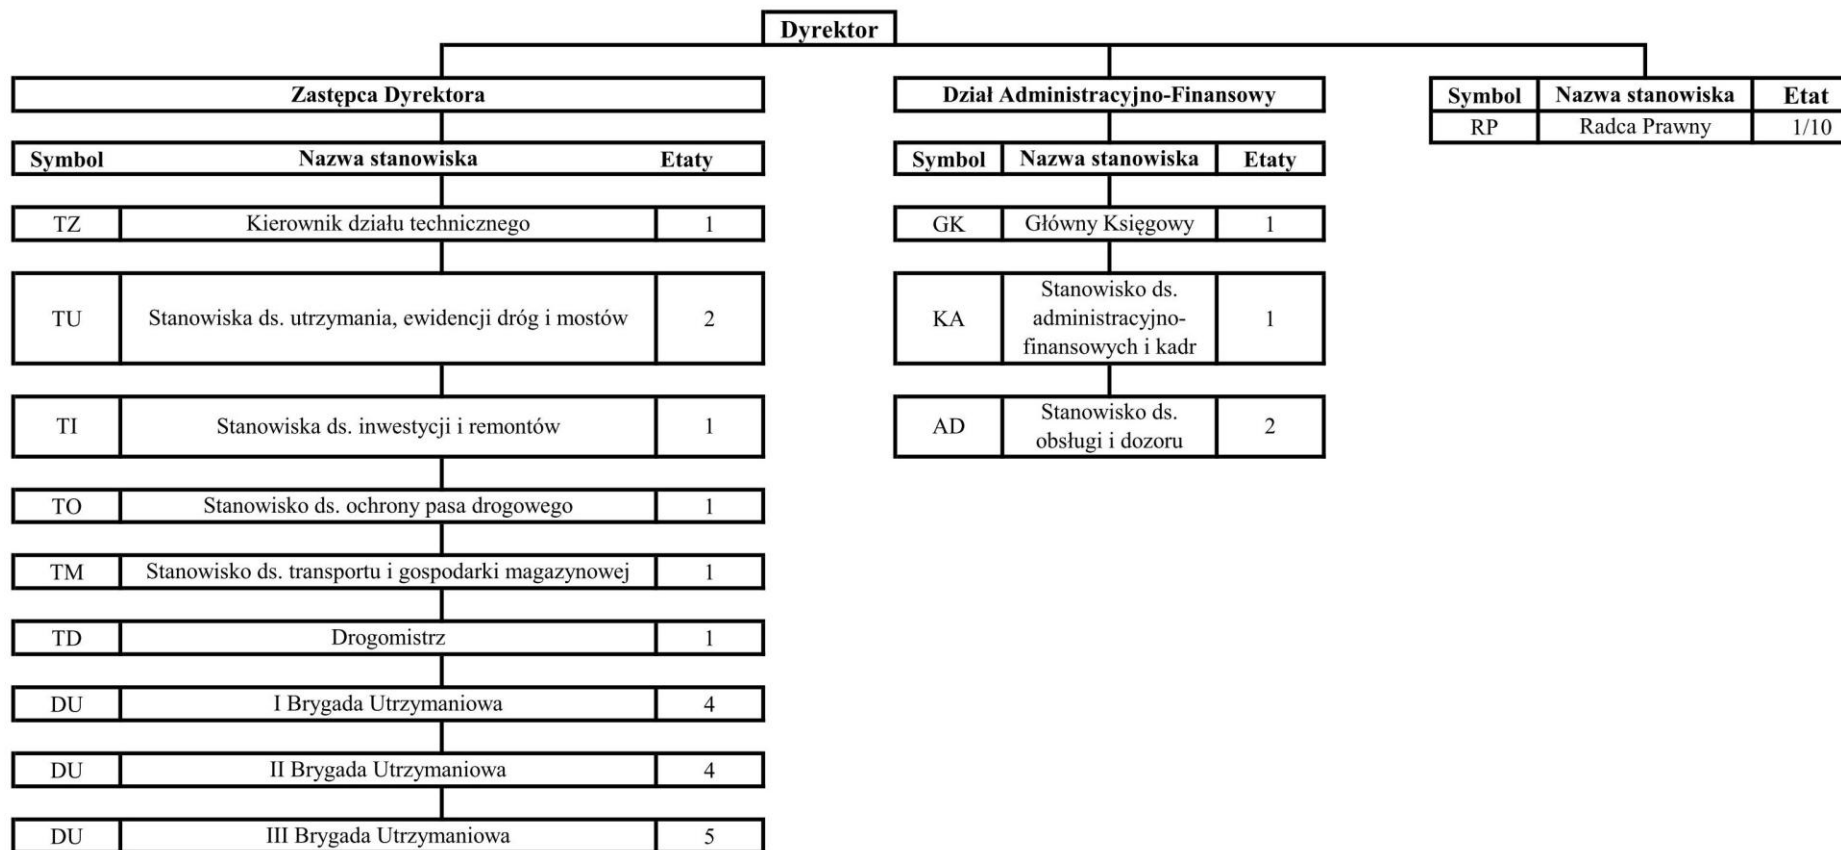 Dyrektor
Zastępca Dyrektora
Symbol Nazwa stanowiska Etaty
TZ Kierownik działu technicznego 1
TU Stanowiska ds. utrzymania, ewidencji dróg i mostów 2
TI Stanowiska ds. inwestycji i remontów 1
TO Stanowisko ds. ochrony pasa drogowego 1
TM Stanowisko ds. transportu i gospodarki magazynowej 1
TD Drogomistrz 1
DU I Brygada Utrzymaniowa 4
DU II Brygada Utrzymaniowa 4
DU III Brygada Utrzymaniowa 5
Dział Administracyjno-Finansowy
Symbol Nazwa stanowiska Etaty
GK Główny Księgowy 1
Stanowisko ds.
KA administracyjno- 1
finansowych i kadr
AD Stanowisko ds. 2
obsługi i dozoru
Symbol Nazwa stanowiska Etat
RP Radca Prawny 1/10